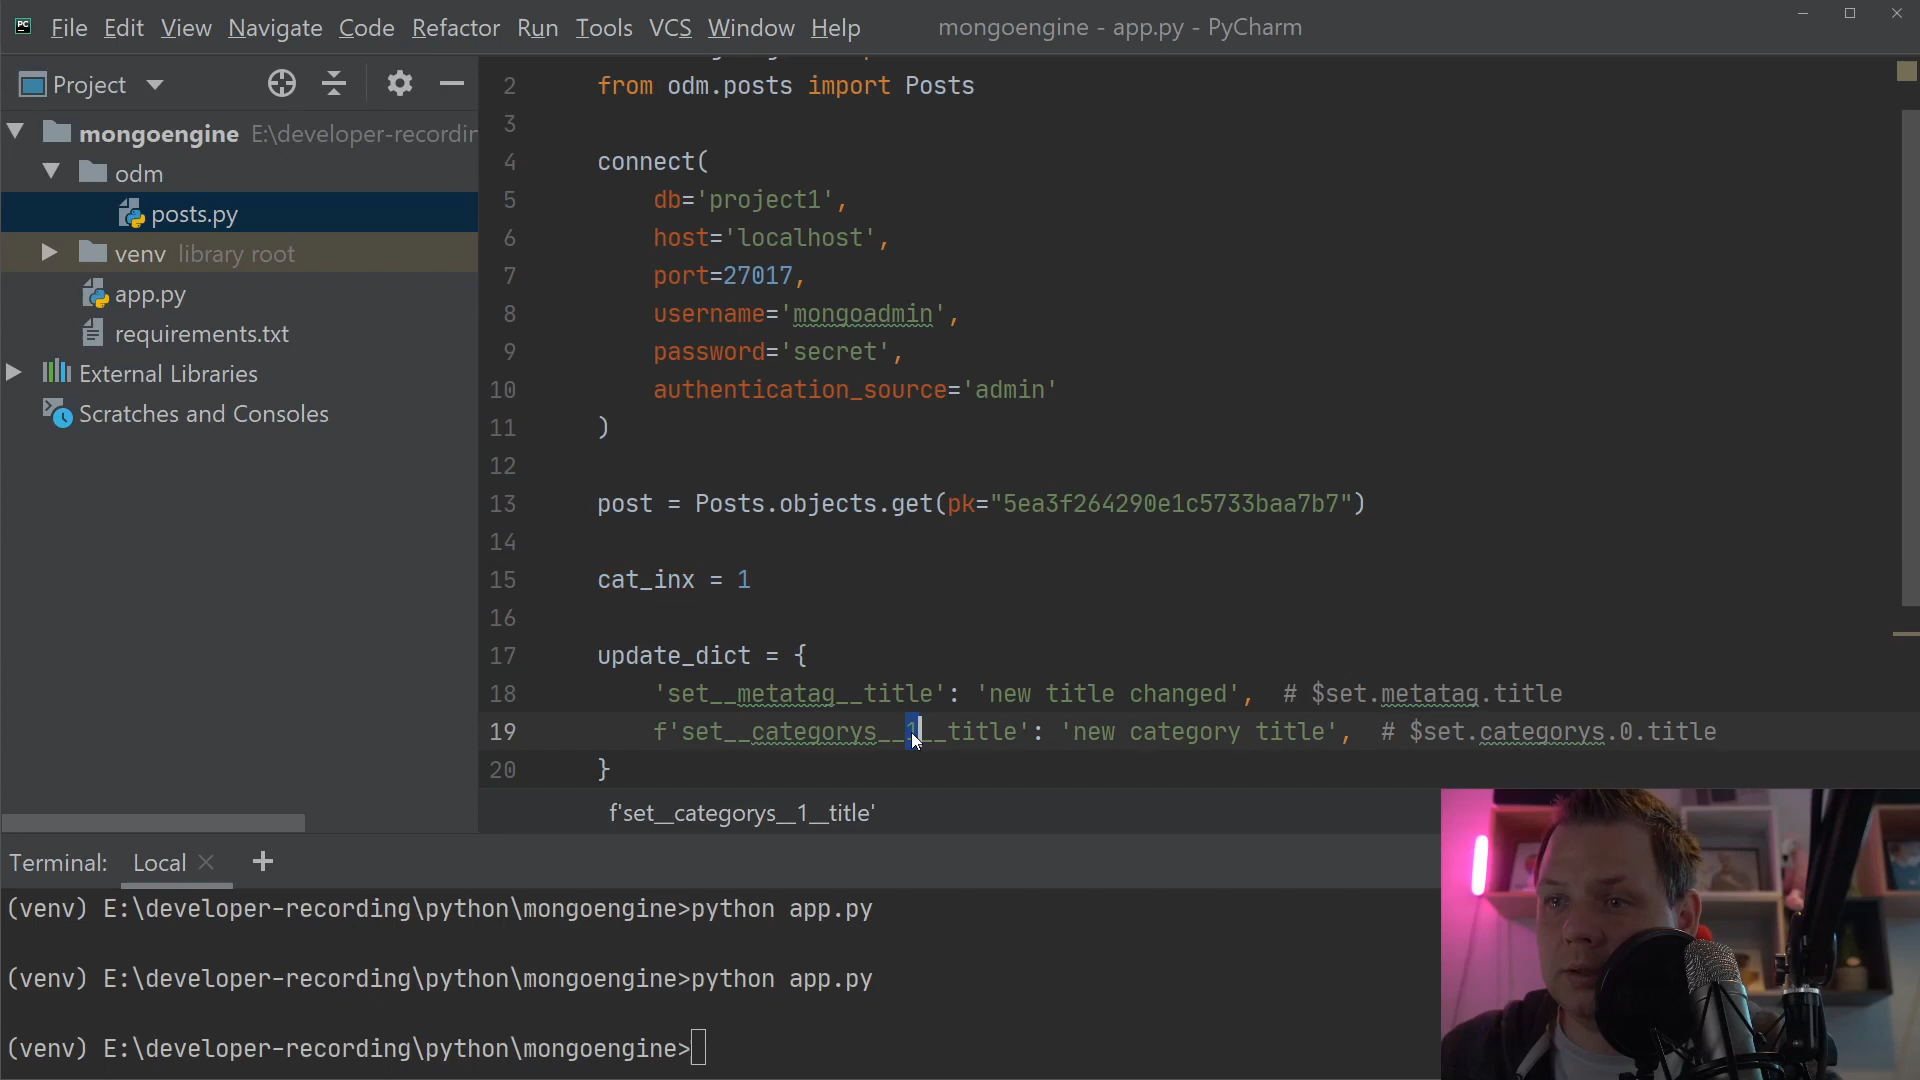 File Edit View Navigate Code Refactor Run Tools VCS Window Help mongoengine - app.py - PyCharm
Project
mongoengine E:\developer-recordin
odm
posts.py
venv library root
app.py
requirements.txt
External Libraries
Scratches and Consoles
2 from odm.posts import Posts
3
4 connect(
5 db='project1',
6 host='localhost',
7 port=27017,
8 username='mongoadmin',
9 password='secret',
10 authentication_source='admin'
11 )
12
13 post = Posts.objects.get(pk="5ea3f264290e1c5733baa7b7")
14
15 cat_inx = 1
16
17 update_dict = {
18 'set__metatag__title': 'new title changed', # $set.metatag.title
19 f'set__categorys__1__title': 'new category title', # $set.categorys.0.title
20 }
f'set__categorys__1__title'
Terminal: Local
(venv) E:\developer-recording\python\mongoengine>python app.py
(venv) E:\developer-recording\python\mongoengine>python app.py
(venv) E:\developer-recording\python\mongoengine>